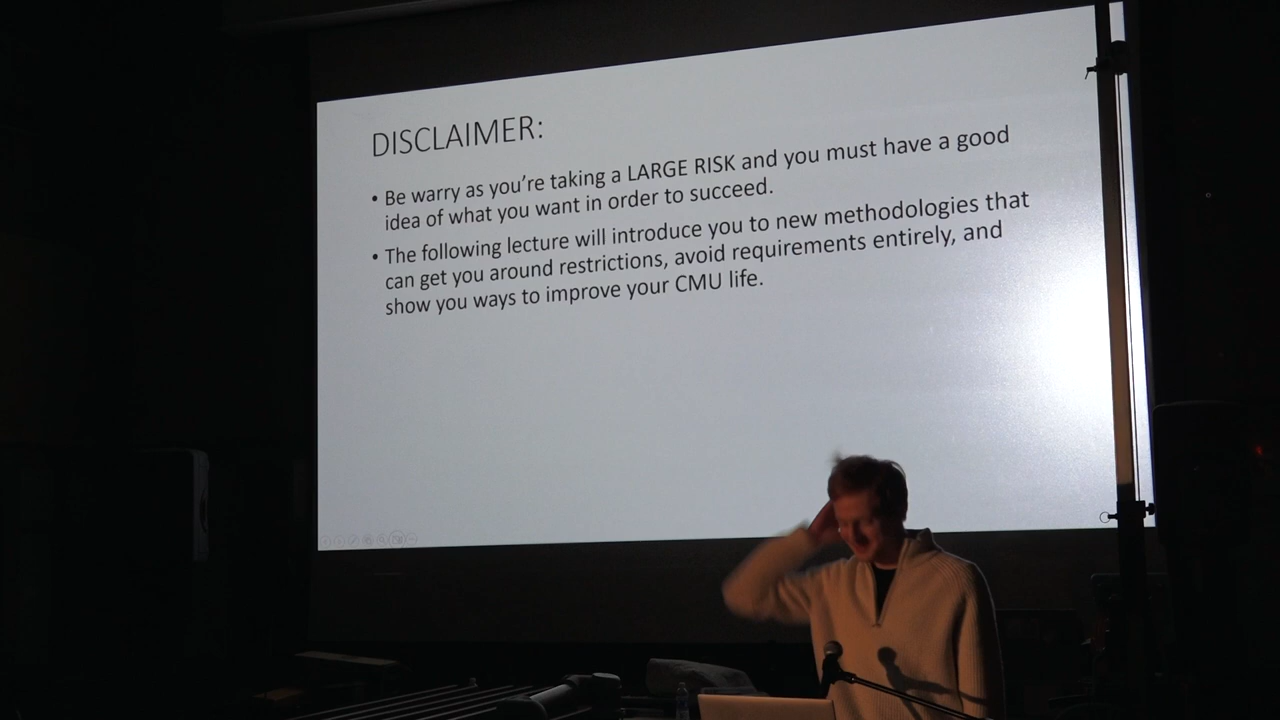 DISCLAIMER:
• Be warry as you're taking a LARGE RISK and you must have a good
idea of what you want in order to succeed.
• The following lecture will introduce you to new methodologies that
can get you around restrictions, avoid requirements entirely, and
show you ways to improve your CMU life.